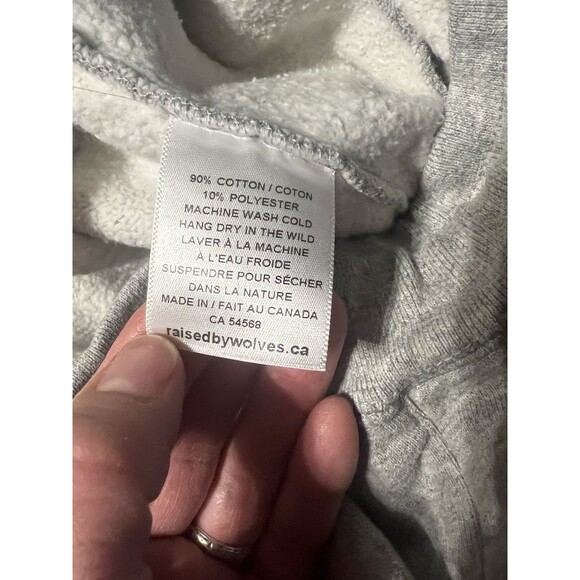 90% COTTON / COTON
10% POLYESTER
MACHINE WASH COLD
HANG DRY IN THE WILD
LAVER À LA MACHINE
À L'EAU FROIDE
SUSPENDRE POUR SÉCHER
DANS LA NATURE
MADE IN / FAIT AU CANADA
CA 54568
raisedbywolves.ca